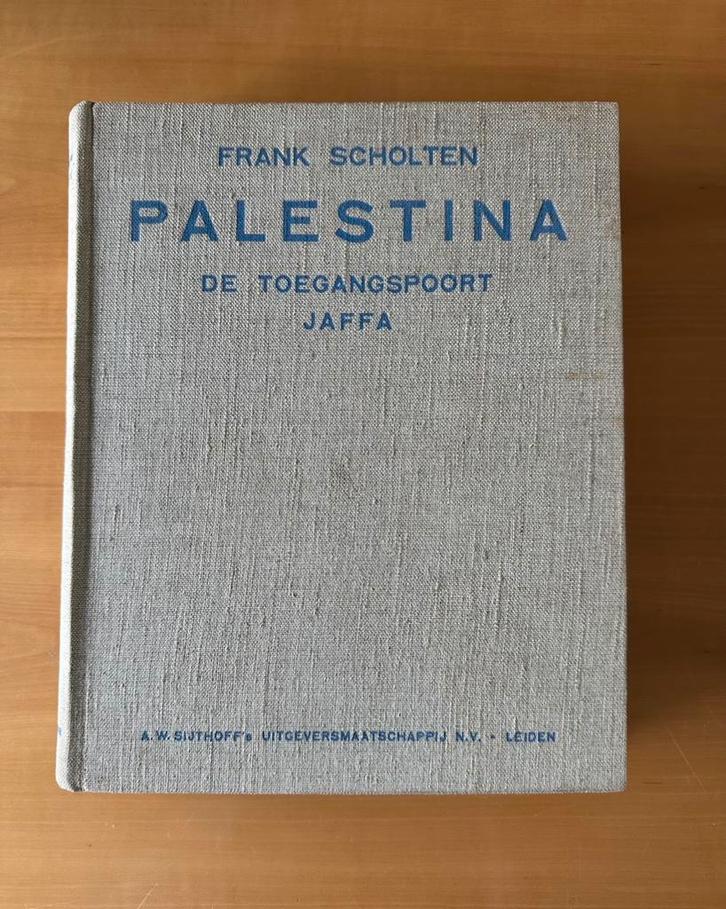 FRANK SCHOLTEN
PALESTINA
DE TOEGANGSPOORT
JAFFA
A.W. SIJTHOFF's UITGEVERSMAATSCHAPPIJ N.V. • LEIDEN